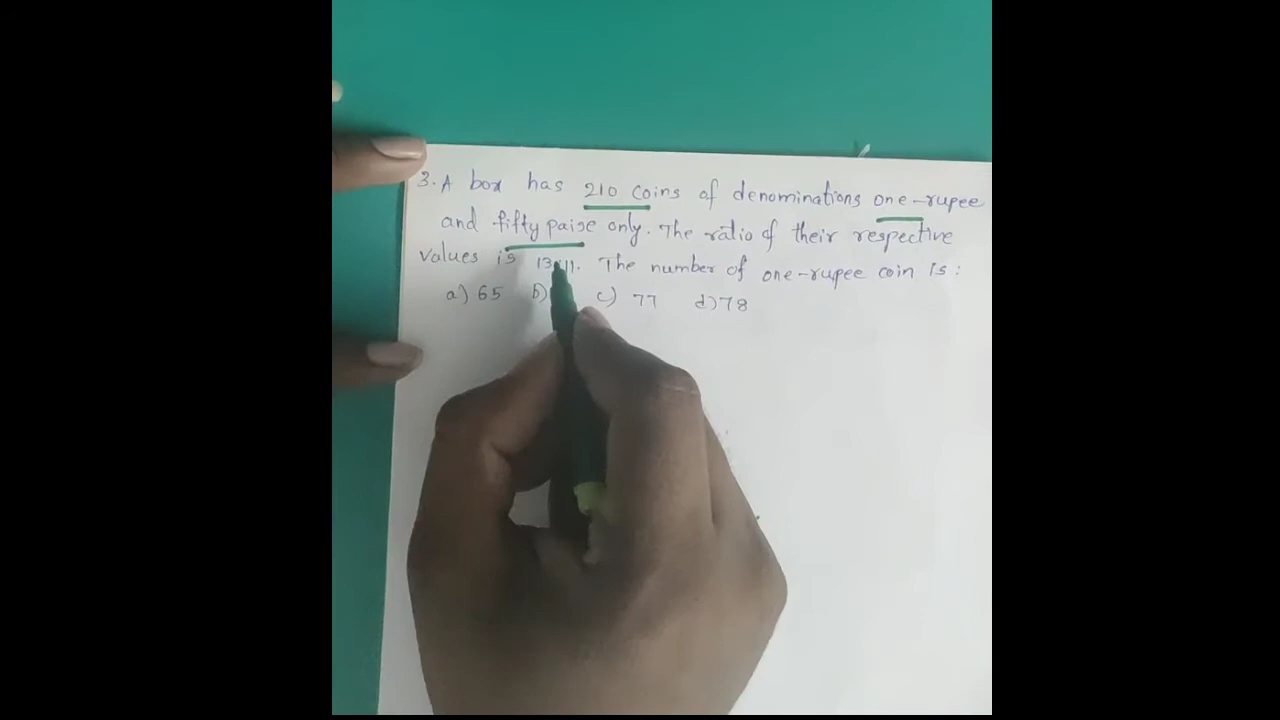 3. A box has 210 coins of denominations one-rupee
and fifty paise only. The ratio of their respective
values is 13:11. The number of one-rupee coin is:
a) 65 b) c) 77 d) 78